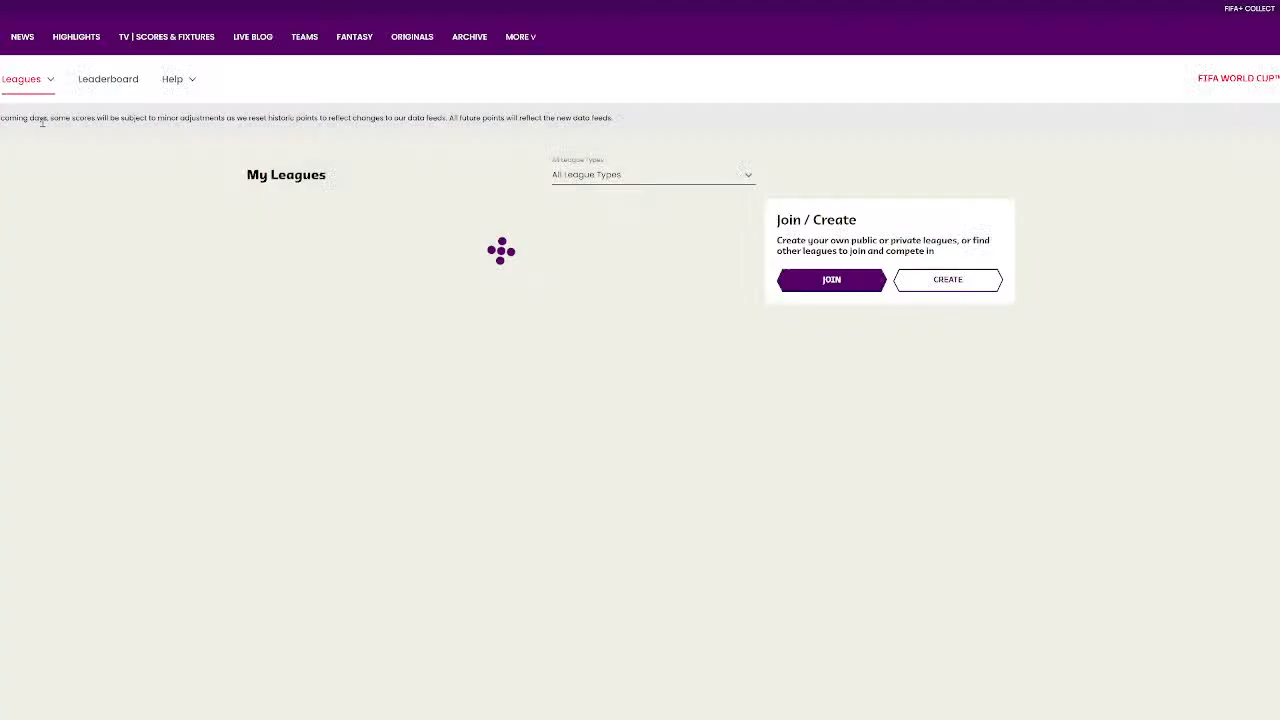 FIFA+ COLLECT
NEWS HIGHLIGHTS TV | SCORES & FIXTURES LIVE BLOG TEAMS FANTASY ORIGINALS ARCHIVE MORE V
Leagues Leaderboard Help FIFA WORLD CUP™
coming days, some scores will be subject to minor adjustments as we reset historic points to reflect changes to our data feeds. All future points will reflect the new data feeds.
All League Types
My Leagues All League Types
Join / Create
Create your own public or private leagues, or find
other leagues to join and compete in
JOIN CREATE